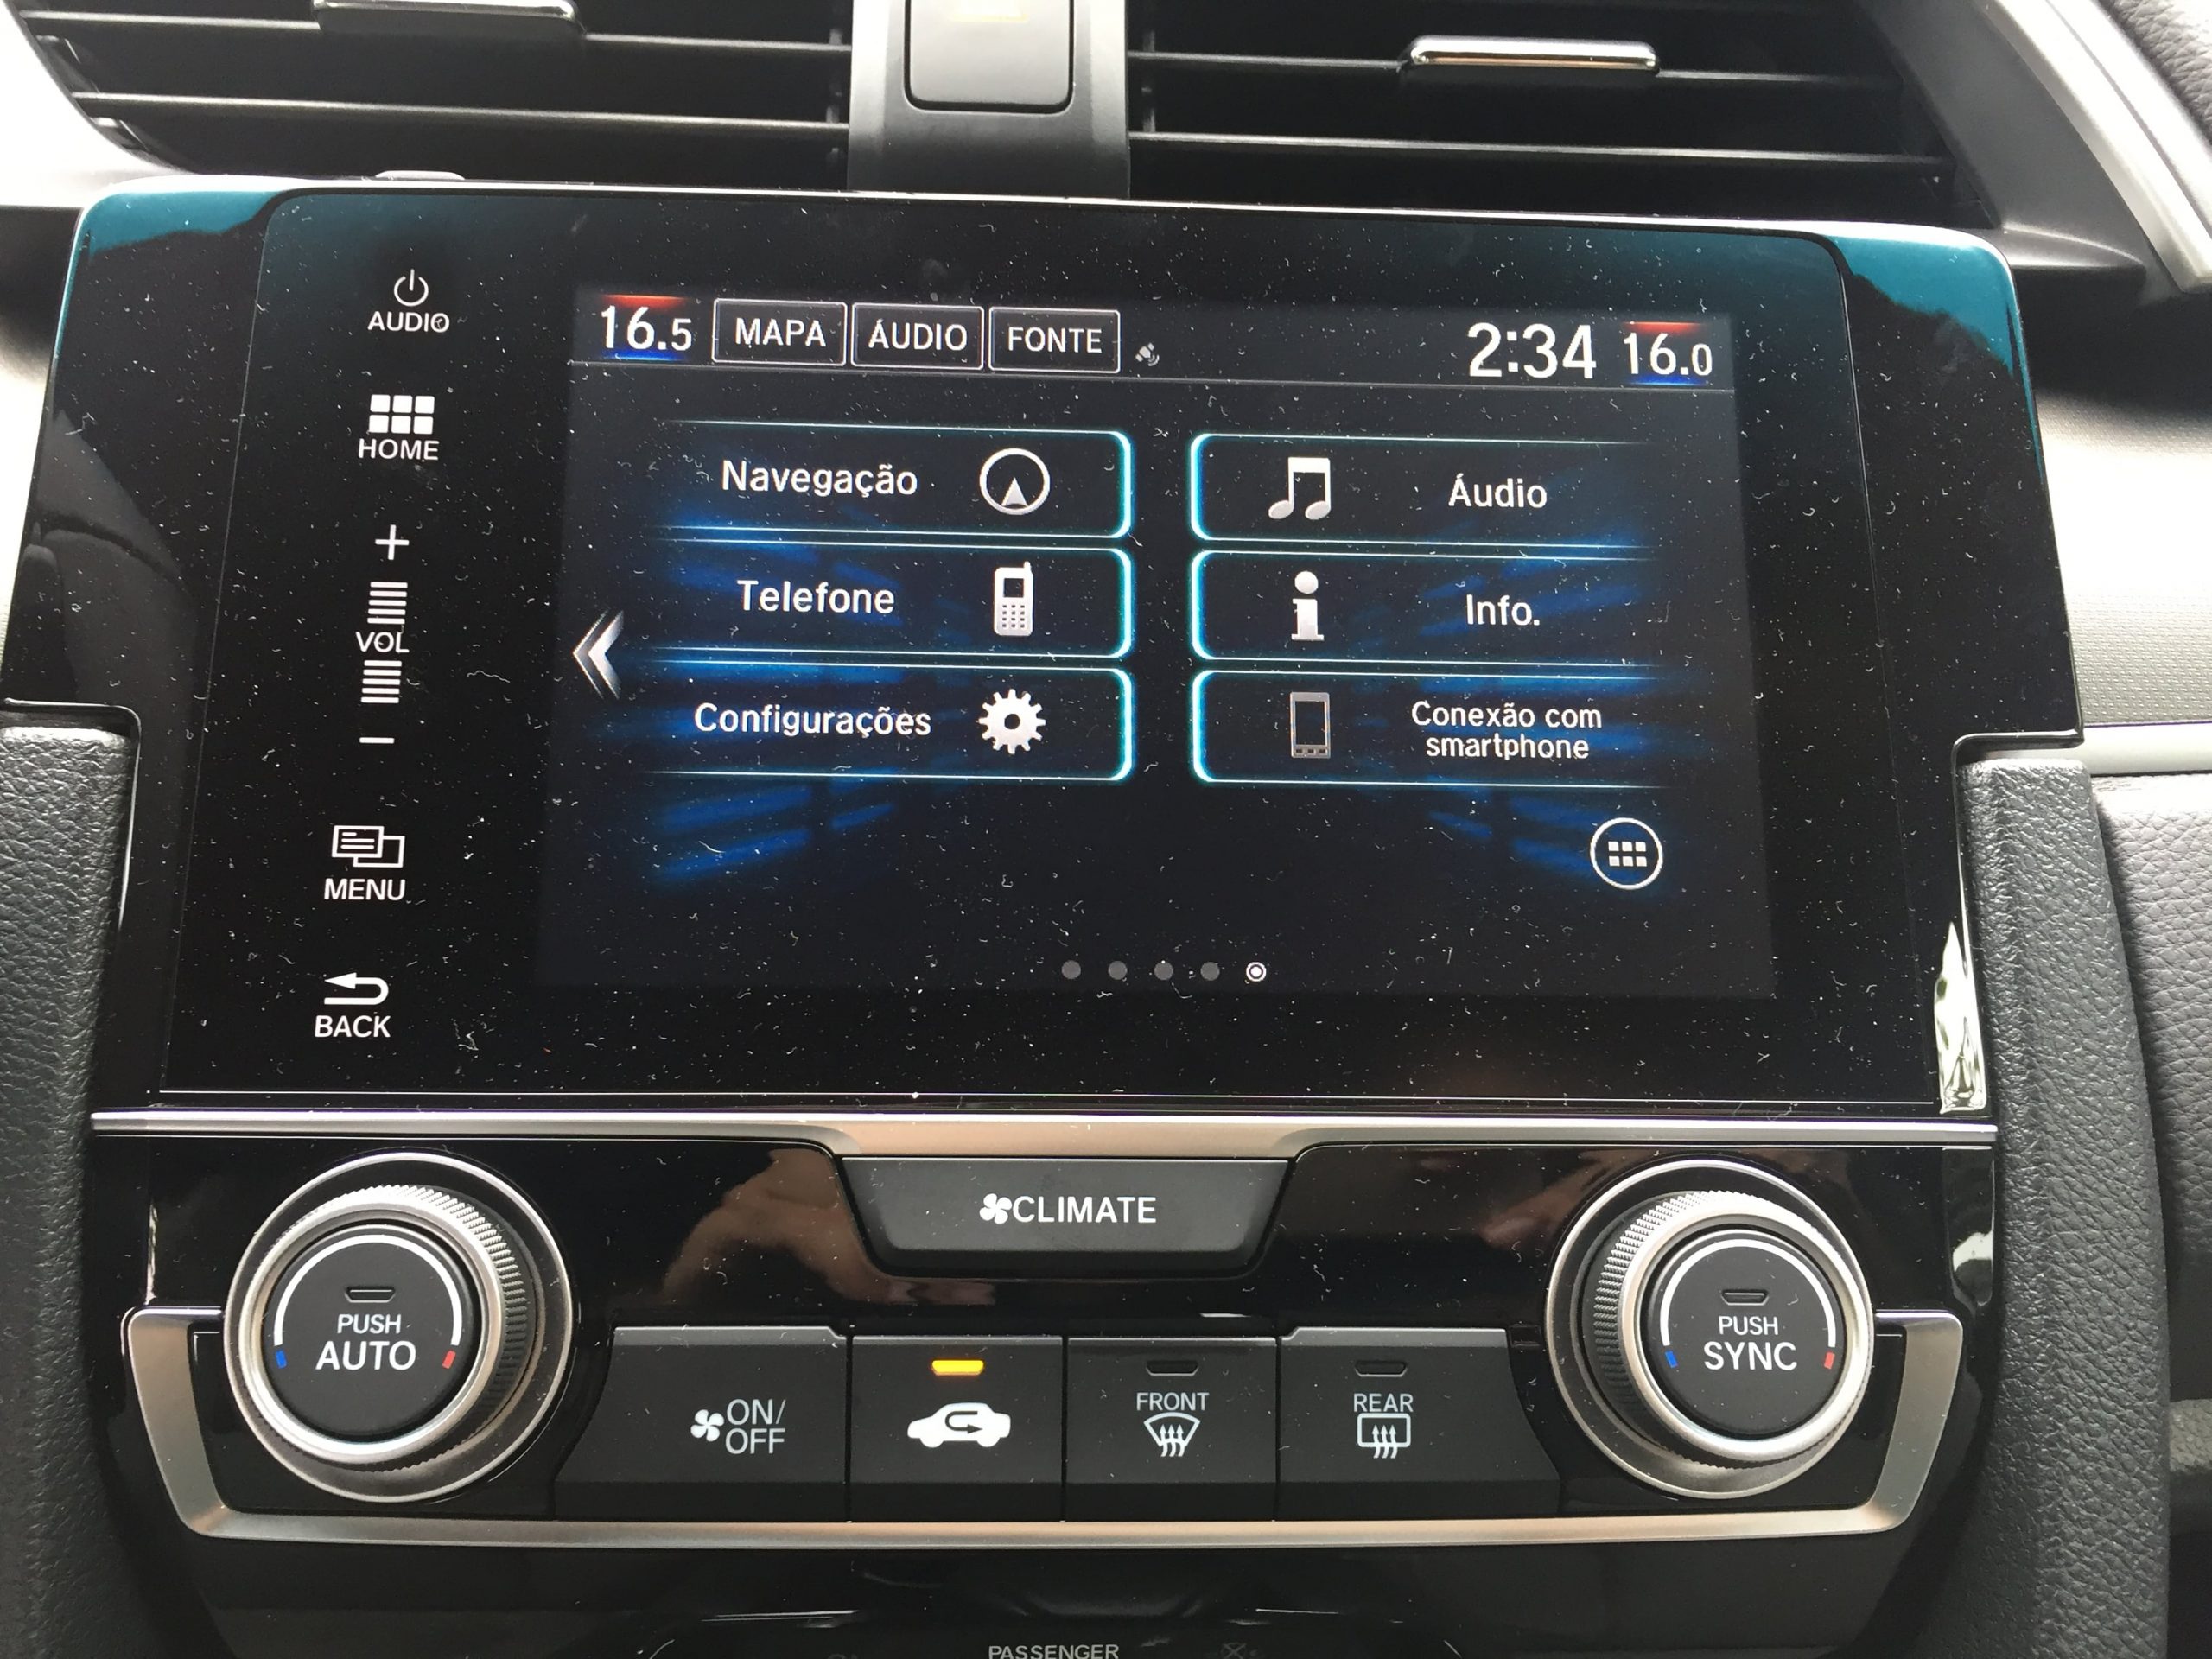 AUDIO
HOME
+
VOL
−
MENU
BACK
16.5 MAPA ÁUDIO FONTE 2:34 16.0
Navegação
Áudio
Telefone
Info.
Configurações
Conexão com
smartphone
CLIMATE
PUSH
AUTO
ON/
OFF
FRONT
REAR
PUSH
SYNC
PASSENGER